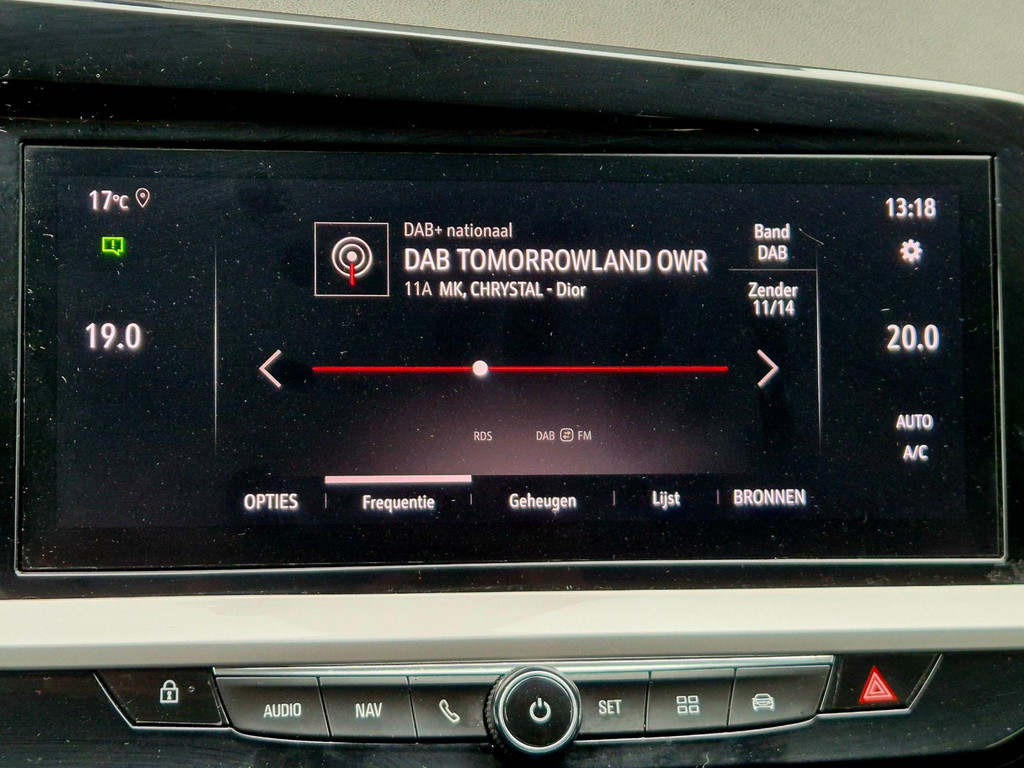 17°C
13:18
DAB+ nationaal
DAB TOMORROWLAND OWR
11A MK, CHRYSTAL - Dior
Band
DAB
Zender
11/14
19.0
20.0
RDS
DAB FM
AUTO
A/C
OPTIES
Frequentie
Geheugen
Lijst
BRONNEN
AUDIO
NAV
SET